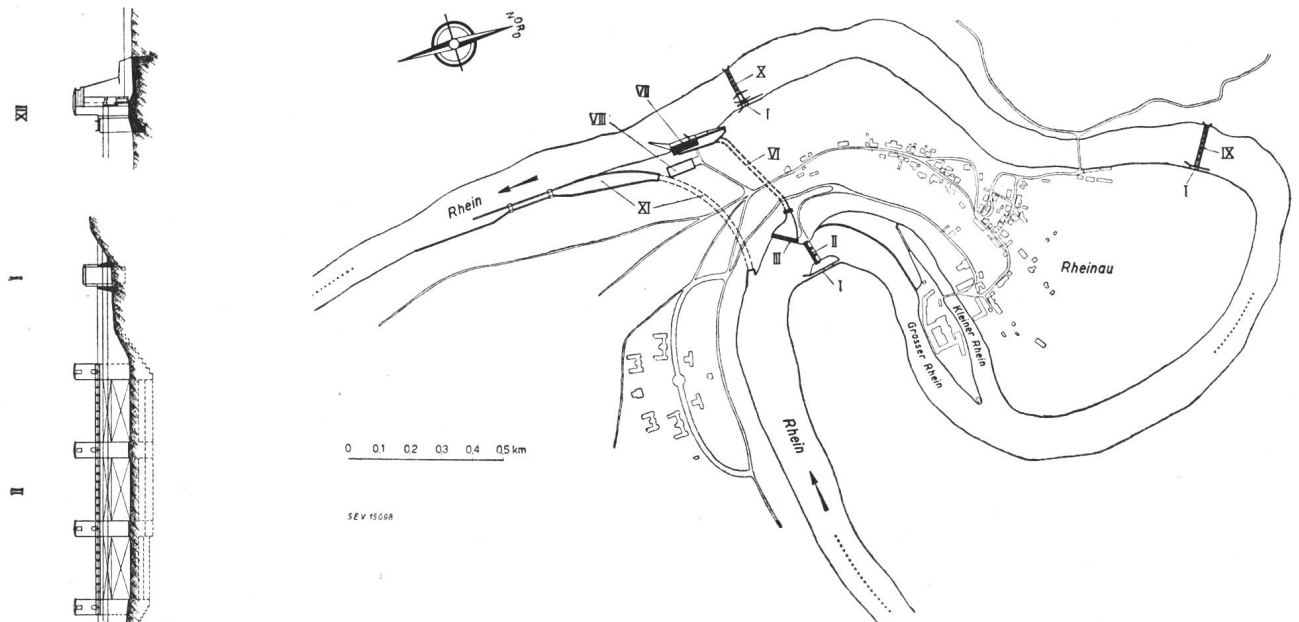 NORD
XII
I
II
X
I
VII
VIII
VI
IX
I
Rhein
XI
II
III
I
Rheinau
Kleiner Rhein
Grosser Rhein
Rhein
0 0,1 0,2 0,3 0,4 0,5 km
SEV 15098